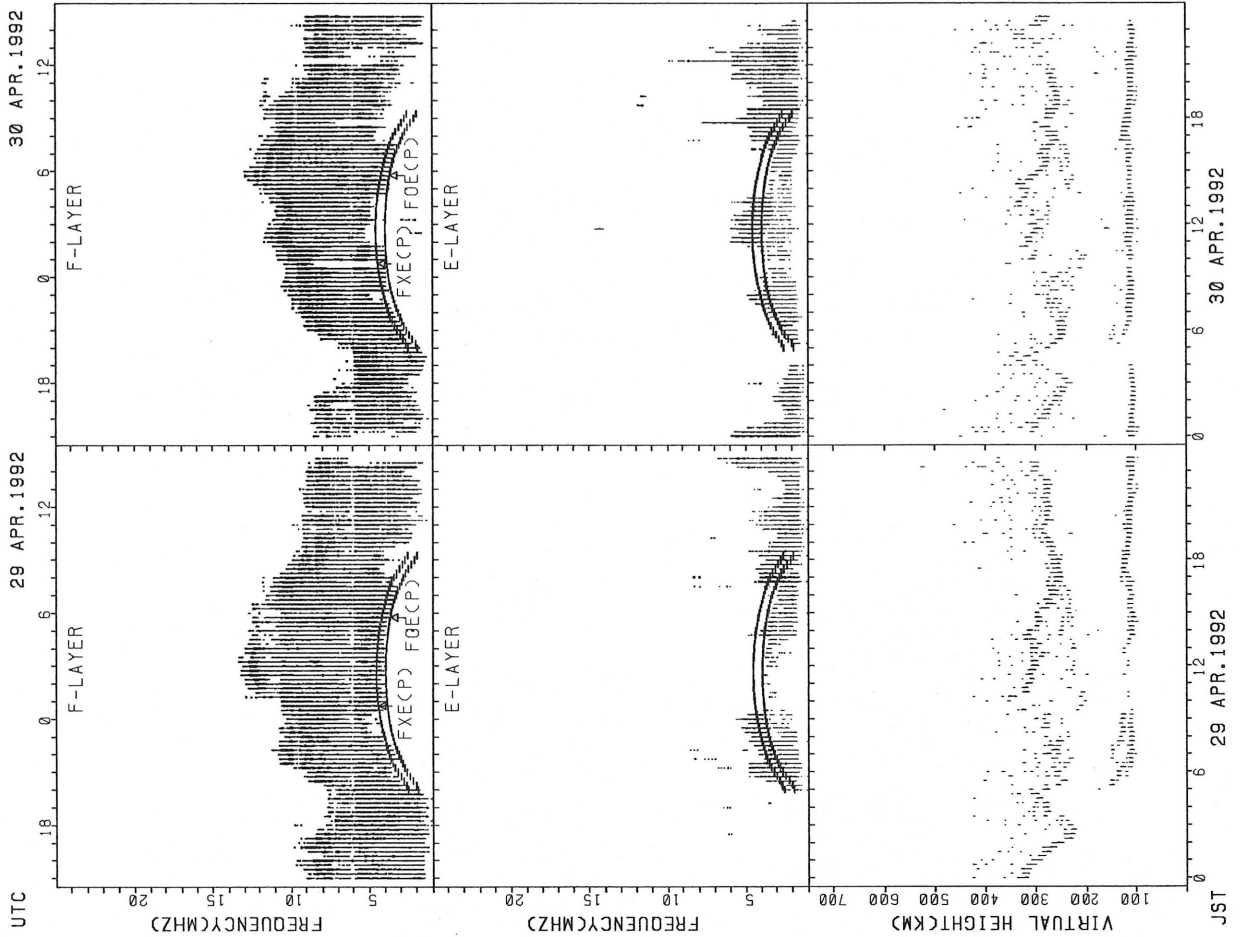 UTC 29 APR.1992 30 APR.1992
18 0 6 12 18 0 6 12
F-LAYER F-LAYER
FREQUENCY(MHZ)
20
15
10
5
FXE(P) FOE(P)
FXE(P) FOE(P)
E-LAYER E-LAYER
FREQUENCY(MHZ)
20
15
10
5
VIRTUAL HEIGHT(KM)
700
600
500
400
300
200
100
0 6 12 18 0 6 12 18
JST 29 APR.1992 30 APR.1992